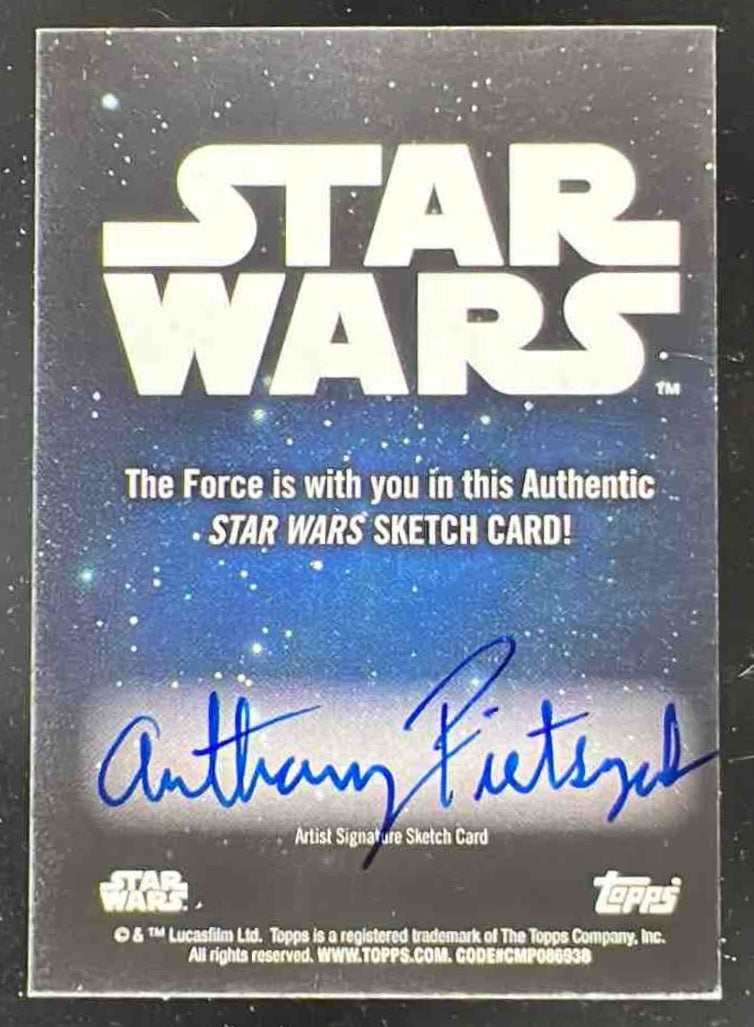 STAR
WARS
TM
The Force is with you in this Authentic
STAR WARS SKETCH CARD!
Anthony Pietszak
Artist Signature Sketch Card
STAR
WARS
Topps
© & ™ Lucasfilm Ltd. Topps is a registered trademark of The Topps Company, Inc.
All rights reserved. WWW.TOPPS.COM. CODE#CMP086938